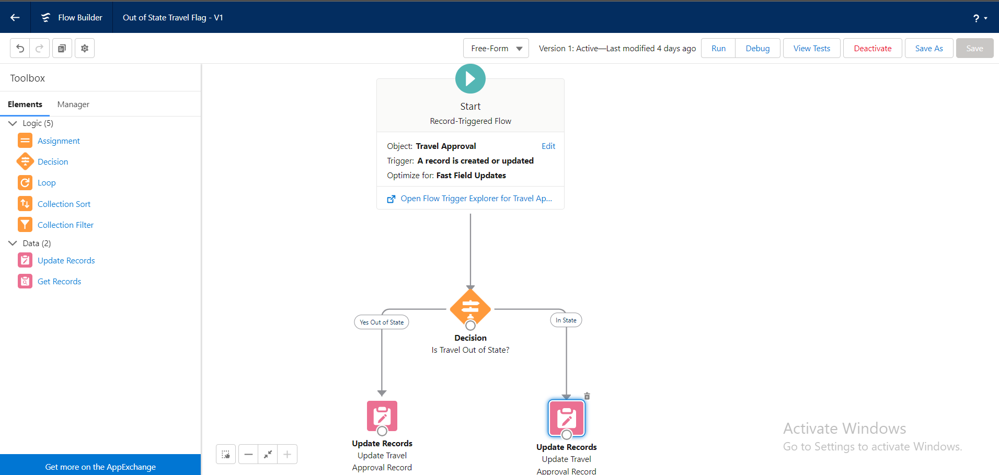 Flow Builder
Out of State Travel Flag - V1
?
Free-Form
Version 1: Active—Last modified 4 days ago
Run
Debug
View Tests
Deactivate
Save As
Save
Toolbox
Elements
Manager
Logic (5)
Assignment
Decision
Loop
Collection Sort
Collection Filter
Data (2)
Update Records
Get Records
Get more on the AppExchange
Start
Record-Triggered Flow
Object: Travel Approval
Edit
Trigger: A record is created or updated
Optimize for: Fast Field Updates
Open Flow Trigger Explorer for Travel Ap...
Yes Out of State
In State
Decision
Is Travel Out of State?
Update Records
Update Travel
Approval Record
Update Records
Update Travel
Approval Record
Activate Windows
Go to Settings to activate Windows.